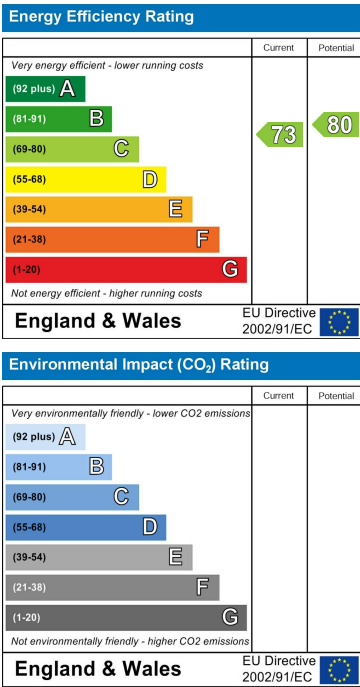 Energy Efficiency Rating
Current Potential
Very energy efficient - lower running costs
(92 plus) A
(81-91) B
(69-80) C
(55-68) D
(39-54) E
(21-38) F
(1-20) G
73 80
Not energy efficient - higher running costs
England & Wales
EU Directive
2002/91/EC
Environmental Impact (CO₂) Rating
Current Potential
Very environmentally friendly - lower CO2 emissions
(92 plus) A
(81-91) B
(69-80) C
(55-68) D
(39-54) E
(21-38) F
(1-20) G
Not environmentally friendly - higher CO2 emissions
England & Wales
EU Directive
2002/91/EC